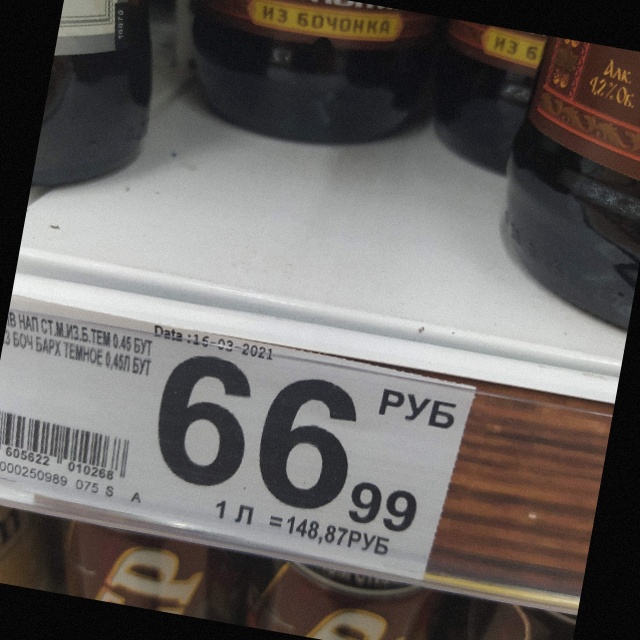 ИЗ БОЧОНКА
ИЗ Б
Алк.
4,2% Об.
Data :15-03-2021
НАП СТ.М.ИЗ.Б.ТЕМ 0,45 БУТ
БОЧ БАРХ ТЕМНОЕ 0,45Л БУТ
66 99
РУБ
605622 010268
000250989 075 S A
1 Л =148,87РУБ